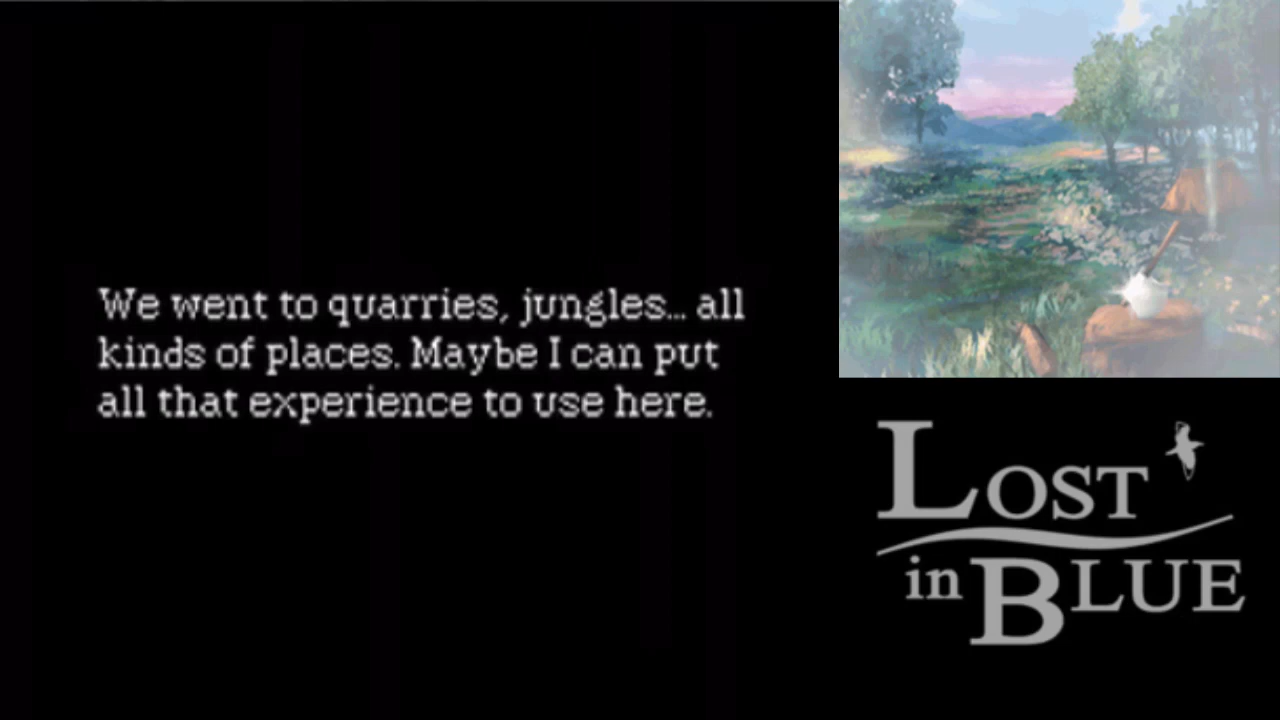 We went to quarries, jungles... all
kinds of places. Maybe I can put
all that experience to use here.
LOST
in BLUE